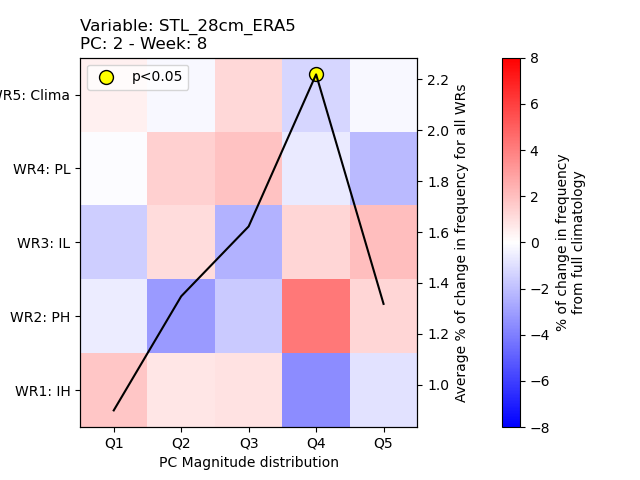 Variable: STL_28cm_ERA5
PC: 2 - Week: 8
p<0.05
WR5: Clima
WR4: PL
WR3: IL
WR2: PH
WR1: IH
Q1 Q2 Q3 Q4 Q5
PC Magnitude distribution
2.2
2.0
1.8
1.6
1.4
1.2
1.0
Average % of change in frequency for all WRs
8
6
4
2
0
−2
−4
−6
−8
% of change in frequency
from full climatology